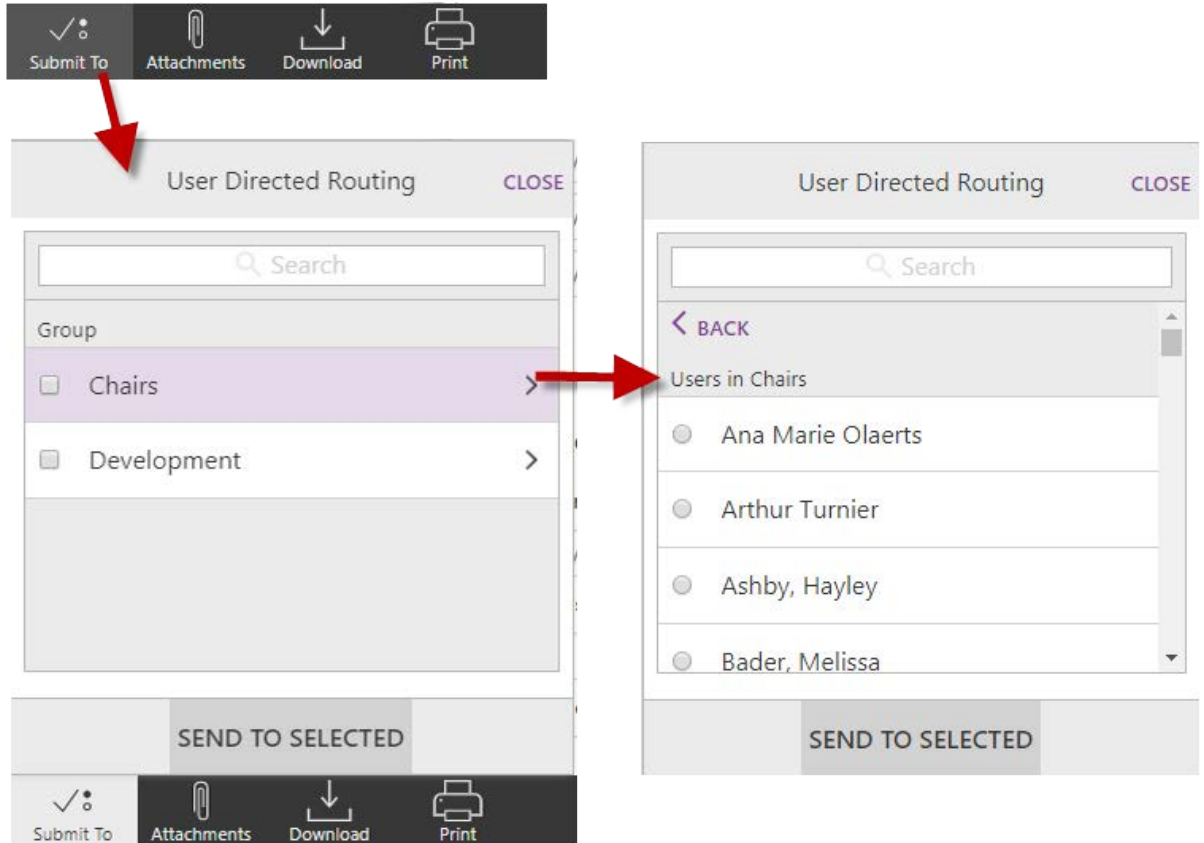 Submit To Attachments Download Print
User Directed Routing CLOSE
Search
Group
Chairs
Development
SEND TO SELECTED
Submit To Attachments Download Print
User Directed Routing CLOSE
Search
BACK
Users in Chairs
Ana Marie Olaerts
Arthur Turnier
Ashby, Hayley
Bader, Melissa
SEND TO SELECTED